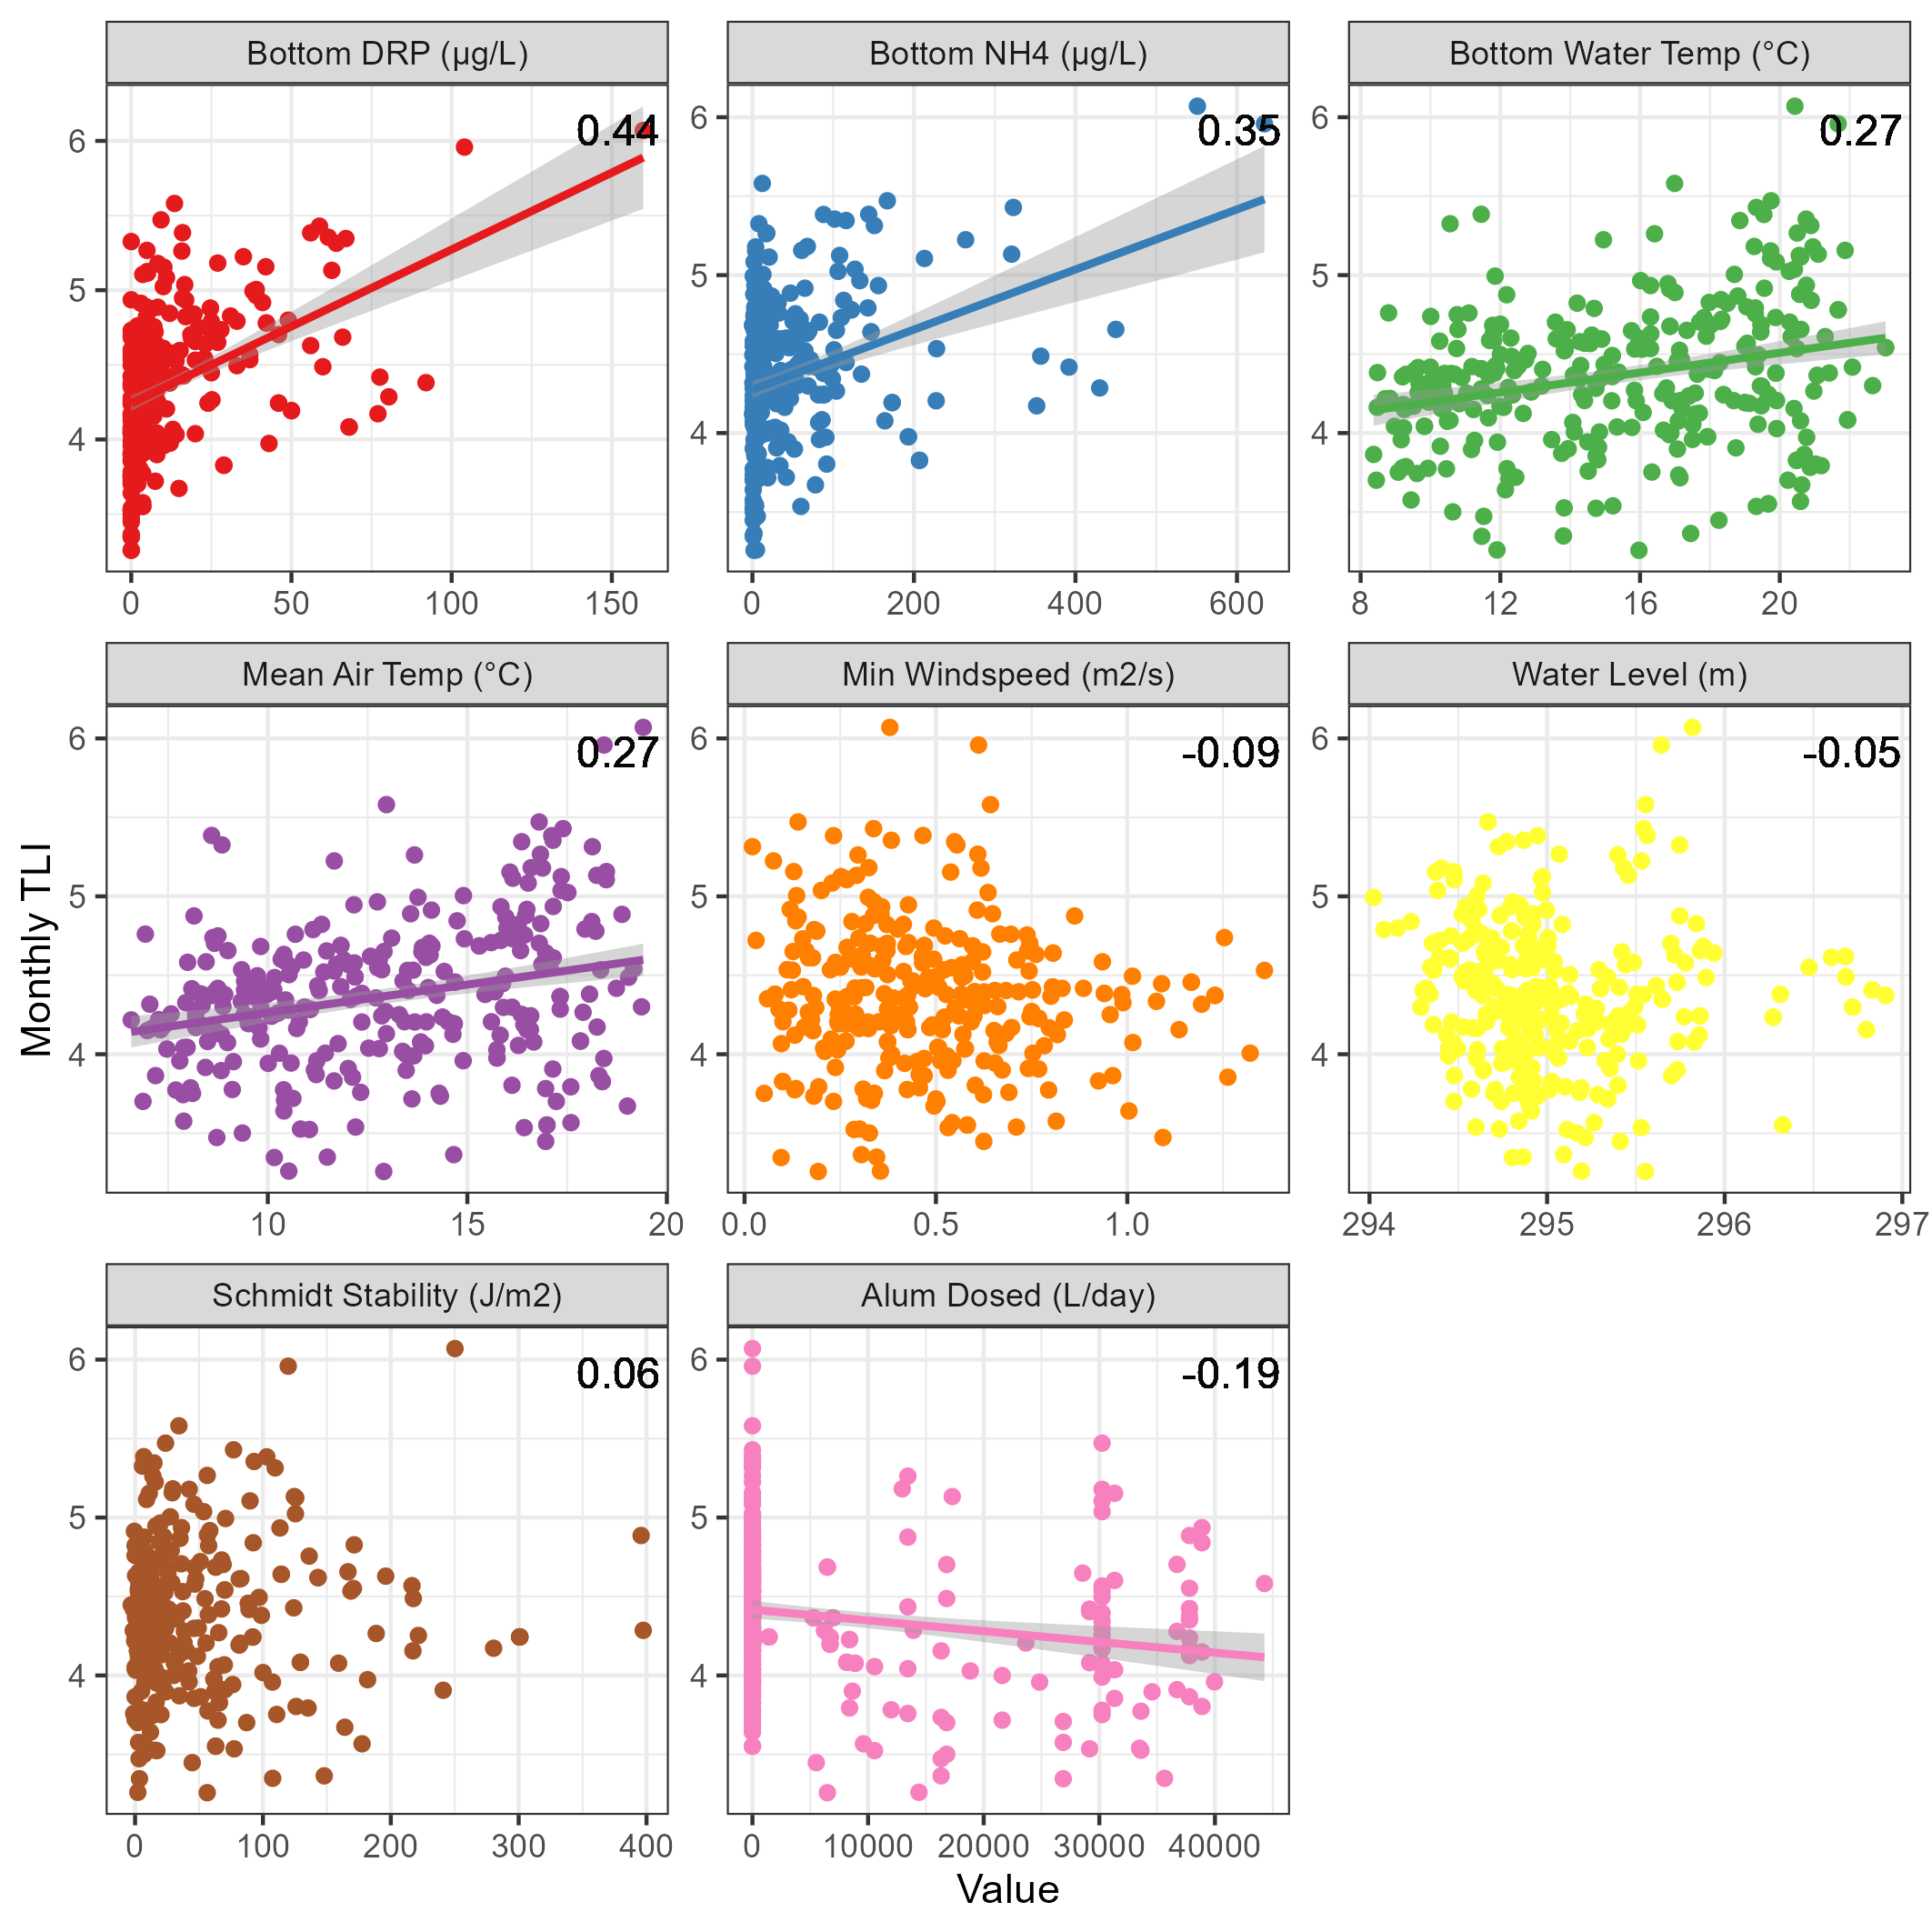 Bottom DRP (µg/L) Bottom NH4 (µg/L) Bottom Water Temp (°C)
0.44 0.35 0.27
6 6 6
5 5 5
4 4 4
0 50 100 150 0 200 400 600 8 12 16 20
Mean Air Temp (°C) Min Windspeed (m2/s) Water Level (m)
0.27 -0.09 -0.05
6 6 6
5 5 5
4 4 4
10 15 20 0.0 0.5 1.0 294 295 296 297
Monthly TLI
Schmidt Stability (J/m2) Alum Dosed (L/day)
0.06 -0.19
6 6
5 5
4 4
0 100 200 300 400 0 10000 20000 30000 40000
Value